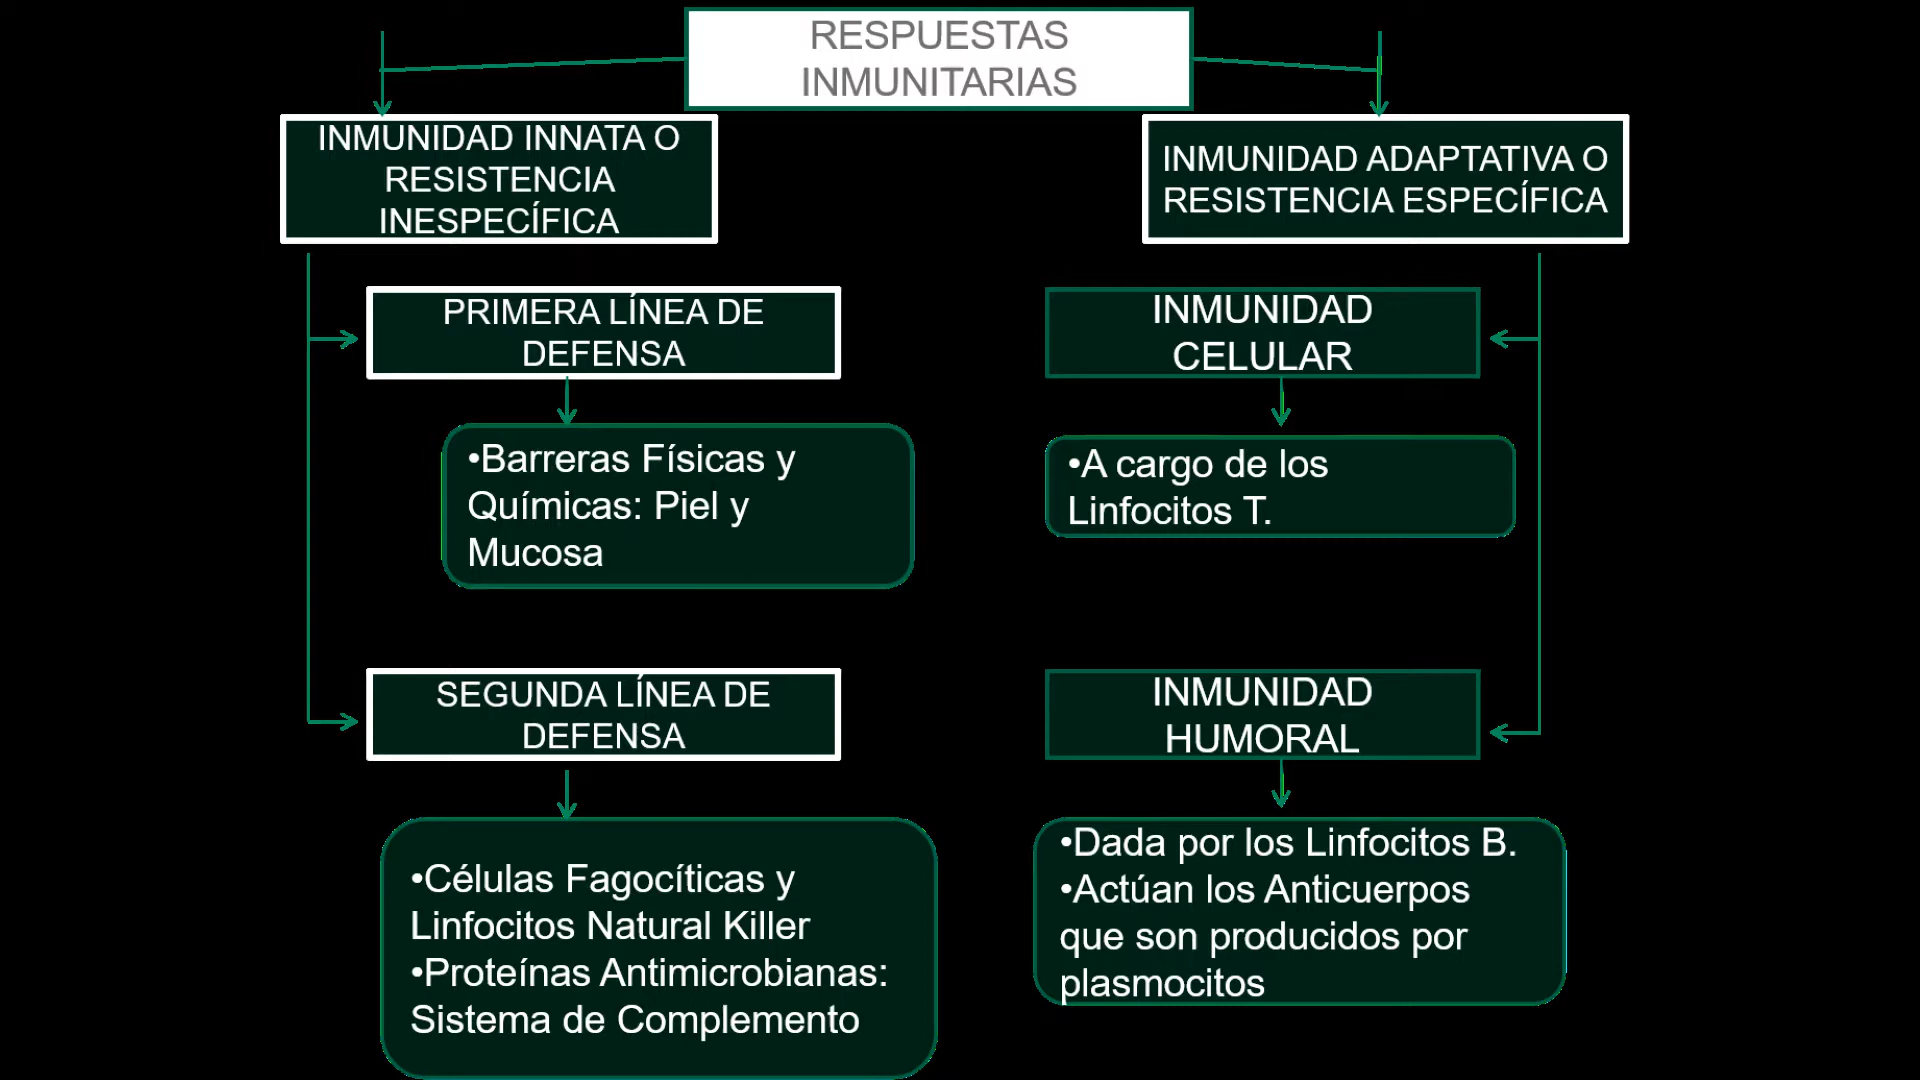 RESPUESTAS
INMUNITARIAS
INMUNIDAD INNATA O
RESISTENCIA
INESPECÍFICA
INMUNIDAD ADAPTATIVA O
RESISTENCIA ESPECÍFICA
PRIMERA LÍNEA DE
DEFENSA
INMUNIDAD
CELULAR
•Barreras Físicas y
Químicas: Piel y
Mucosa
•A cargo de los
Linfocitos T.
SEGUNDA LÍNEA DE
DEFENSA
INMUNIDAD
HUMORAL
•Células Fagocíticas y
Linfocitos Natural Killer
•Proteínas Antimicrobianas:
Sistema de Complemento
•Dada por los Linfocitos B.
•Actúan los Anticuerpos
que son producidos por
plasmocitos